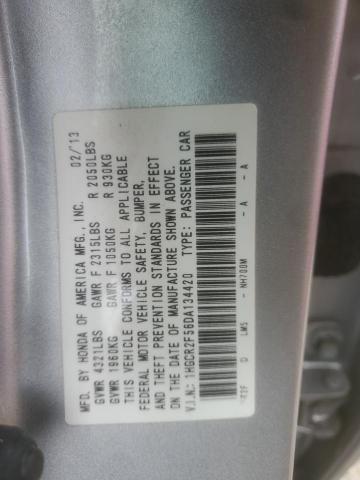 MFD. BY HONDA OF AMERICA MFG., INC. 02/'13
GVWR 4321LBS GAWR F 2315LBS R 2050LBS
GVWR 1960KG GAWR F 1050KG R 930KG
THIS VEHICLE CONFORMS TO ALL APPLICABLE
FEDERAL MOTOR VEHICLE SAFETY, BUMPER,
AND THEFT PREVENTION STANDARDS IN EFFECT
ON THE DATE OF MANUFACTURE SHOWN ABOVE.
V.I.N.: 1HGCR2F56DA134420 TYPE: PASSENGER CAR
D LW5 - NH700M - A - A